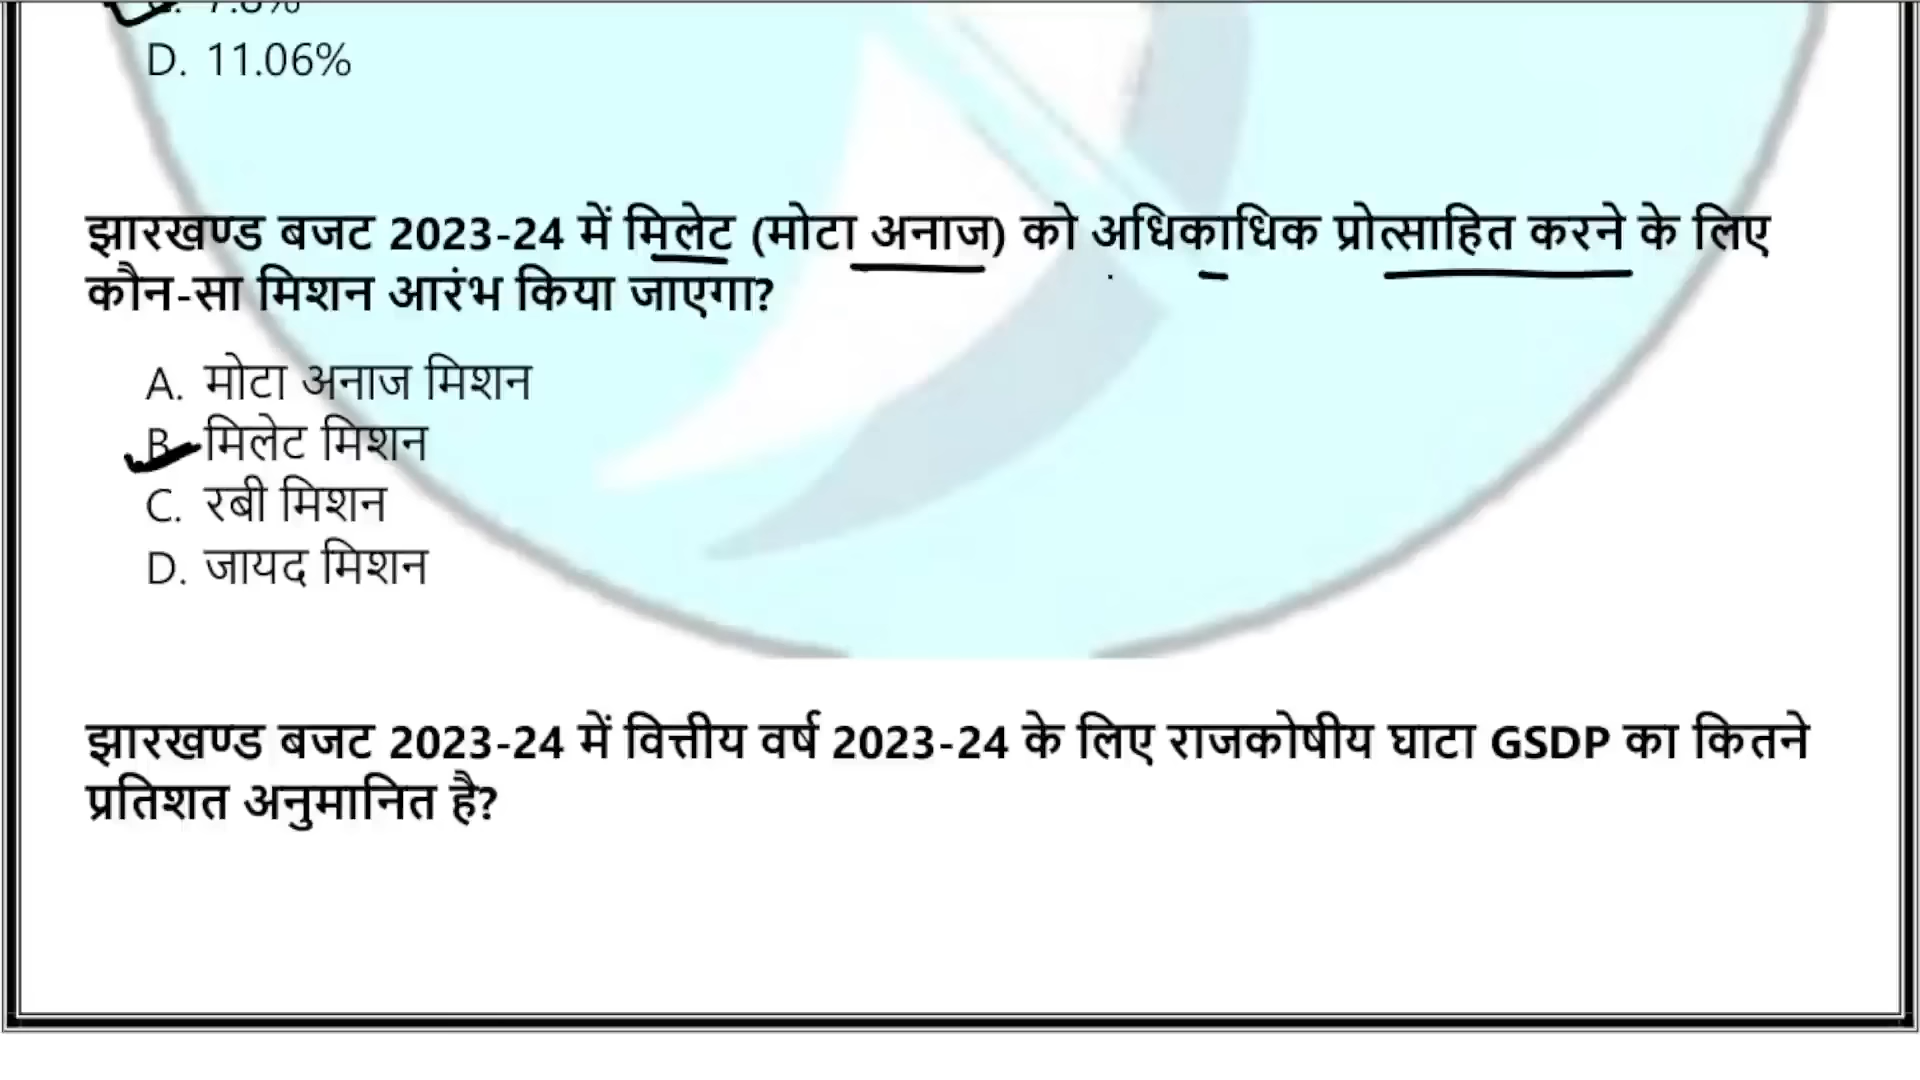 D. 11.06%
झारखण्ड बजट 2023-24 में मिलेट (मोटा अनाज) को अधिकाधिक प्रोत्साहित करने के लिए
कौन-सा मिशन आरंभ किया जाएगा?
A. मोटा अनाज मिशन
B. मिलेट मिशन
C. रबी मिशन
D. जायद मिशन
झारखण्ड बजट 2023-24 में वित्तीय वर्ष 2023-24 के लिए राजकोषीय घाटा GSDP का कितने
प्रतिशत अनुमानित है?